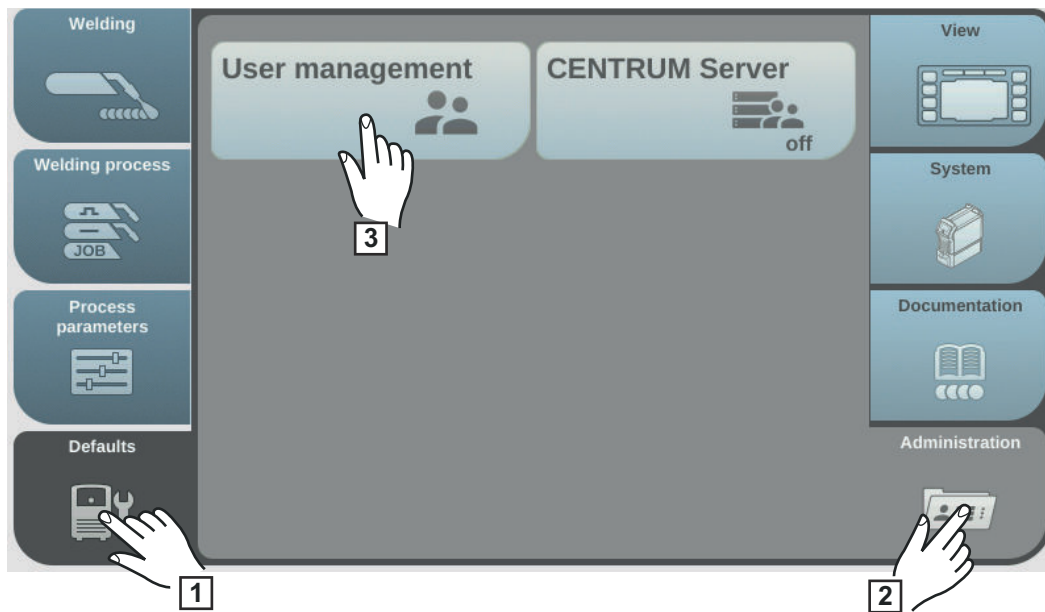 Welding
Welding process
JOB
Process
parameters
Defaults
1
User management
3
CENTRUM Server
off
View
System
Documentation
Administration
2